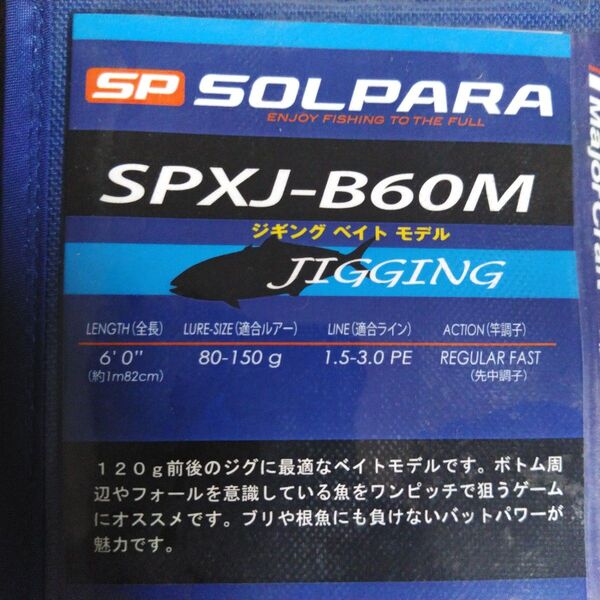 SP SOLPARA
ENJOY FISHING TO THE FULL
SPXJ-B60M
ジギング ベイト モデル
JIGGING
LENGTH(全長) LURE-SIZE(適合ルアー) LINE(適合ライン) ACTION(竿調子)
6'0" 80-150 g 1.5-3.0 PE REGULAR FAST
(約1m82cm) (先中調子)
120g前後のジグに最適なベイトモデルです。ボトム周
辺やフォールを意識している魚をワンピッチで狙うゲーム
にオススメです。ブリや根魚にも負けないバットパワーが
魅力です。
Major Craft